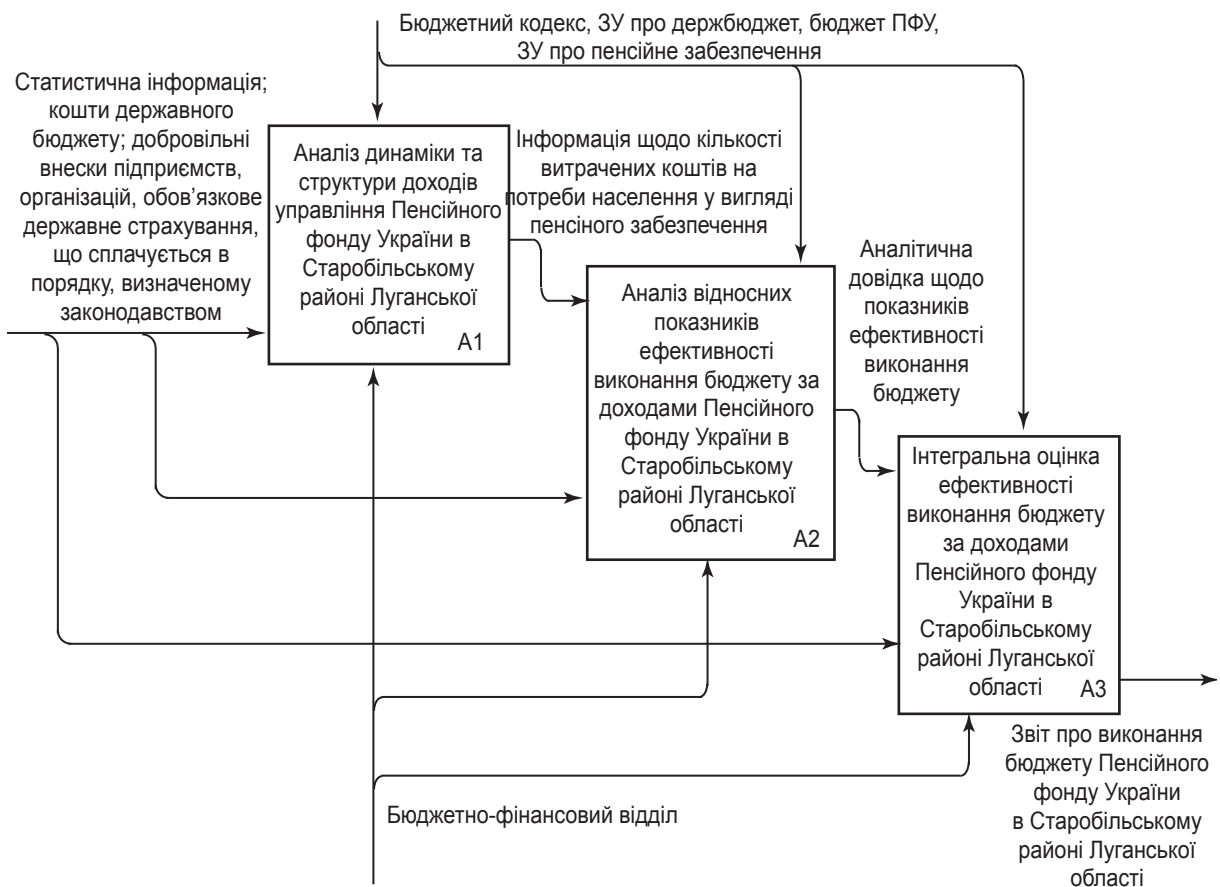 Бюджетний кодекс, ЗУ про держбюджет, бюджет ПФУ,
ЗУ про пенсійне забезпечення
Статистична інформація;
кошти державного
бюджету; добровільні
внески підприємств,
організацій, обов’язкове
державне страхування,
що сплачується в
порядку, визначеному
законодавством
Аналіз динаміки та
структури доходів
управління Пенсійного
фонду України в
Старобільському
районі Луганської
області
А1
Інформація щодо кількості
витрачених коштів на
потреби населення у вигляді
пенсіного забезпечення
Аналіз відносних
показників
ефективності
виконання бюджету за
доходами Пенсійного
фонду України в
Старобільському
районі Луганської
області
А2
Аналітична
довідка щодо
показників
ефективності
виконання
бюджету
Інтегральна оцінка
ефективності
виконання бюджету
за доходами
Пенсійного фонду
України в
Старобільському
районі Луганської
області
А3
Звіт про виконання
бюджету Пенсійного
фонду України
в Старобільському
районі Луганської
області
Бюджетно-фінансовий відділ